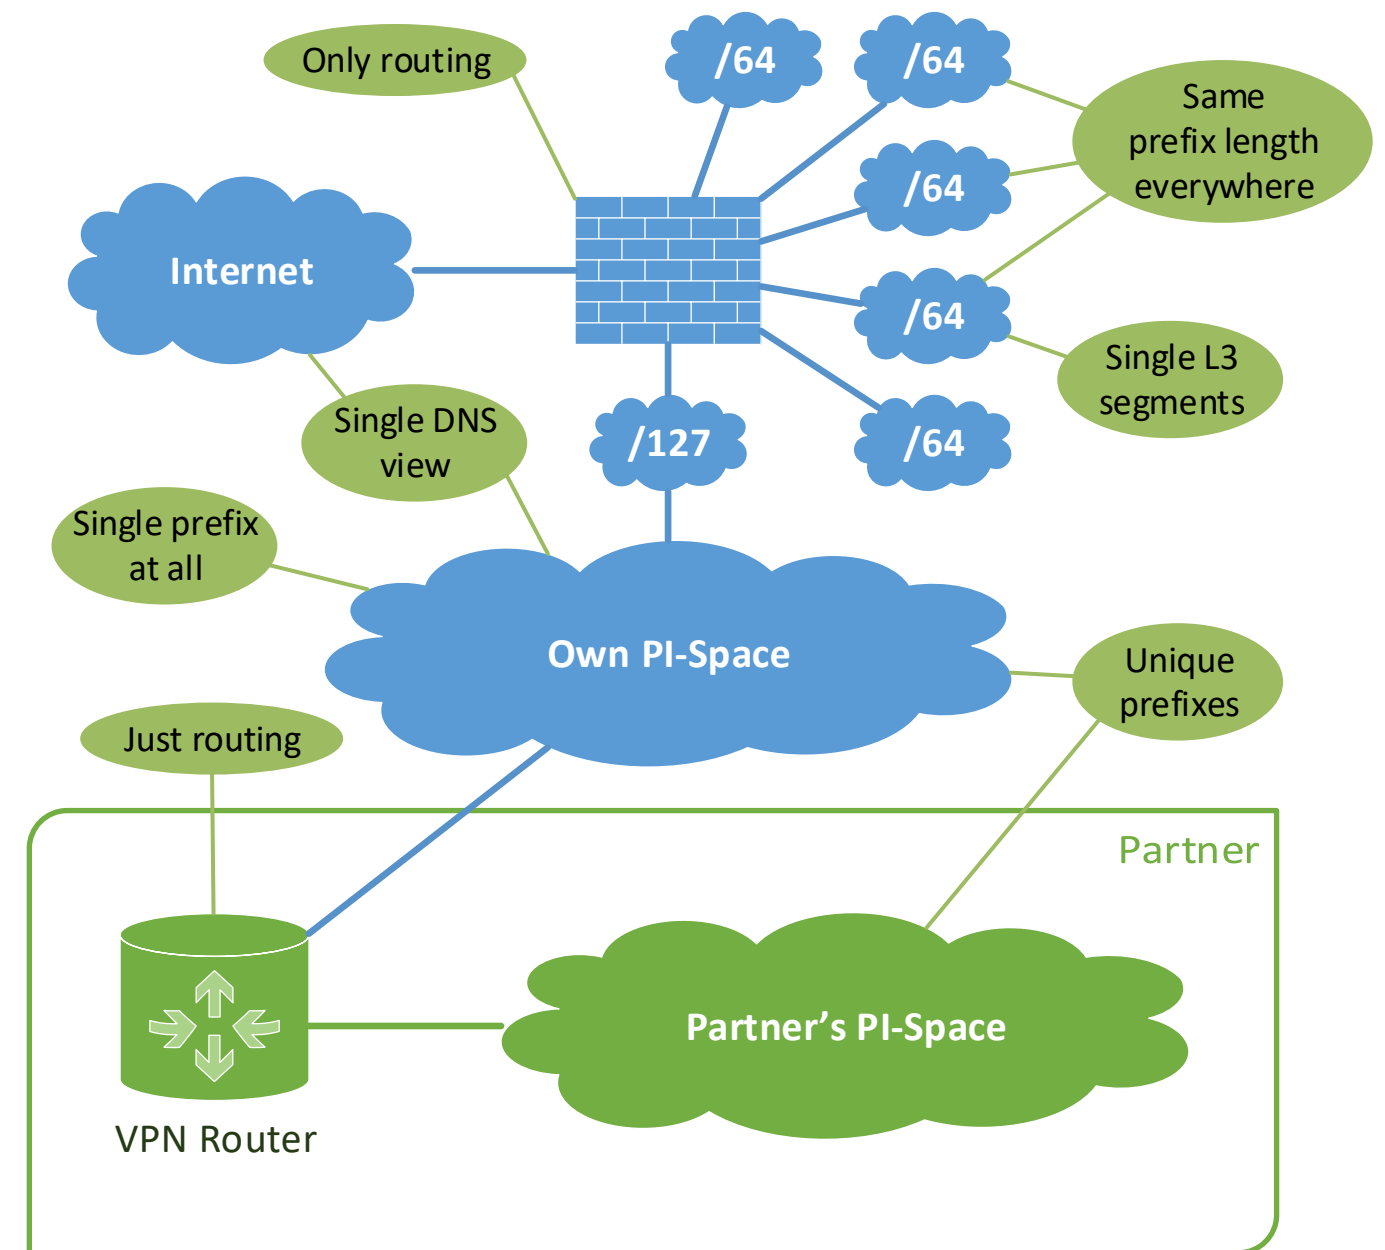 Only routing
/64
/64
Same
prefix length
everywhere
/64
Internet
/64
Single L3
segments
Single DNS
view
/127
/64
Single prefix
at all
Own PI-Space
Unique
prefixes
Just routing
Partner
Partner’s PI-Space
VPN Router